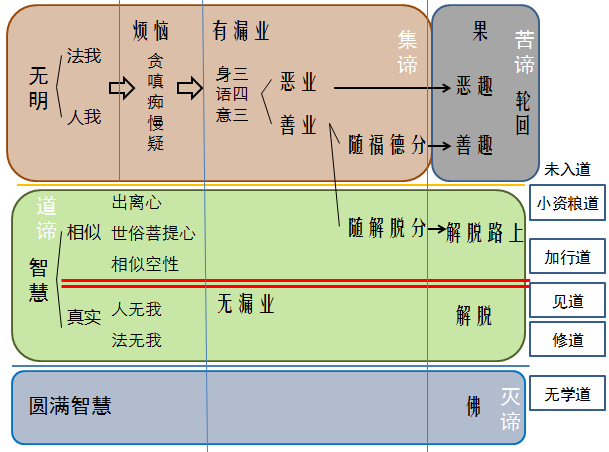 烦恼
有漏业
集谛
果
苦谛
无明
法我
人我
贪
嗔
痴
慢
疑
身三
语四
意三
恶业
善业
随福德分
恶趣
善趣
轮回
未入道
道谛
出离心
世俗菩提心
相似空性
相似
智慧
真实
人无我
法无我
随解脱分
解脱路上
无漏业
解脱
小资粮道
加行道
见道
修道
圆满智慧
佛
灭谛
无学道